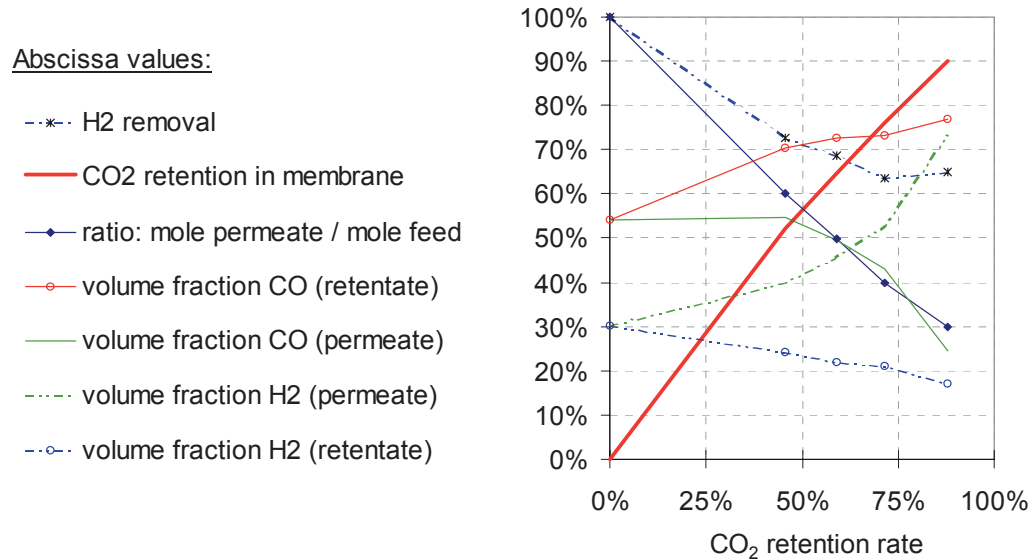 Abscissa values:
H2 removal
CO2 retention in membrane
ratio: mole permeate / mole feed
volume fraction CO (retentate)
volume fraction CO (permeate)
volume fraction H2 (permeate)
volume fraction H2 (retentate)
100%
90%
80%
70%
60%
50%
40%
30%
20%
10%
0%
0% 25% 50% 75% 100%
CO₂ retention rate